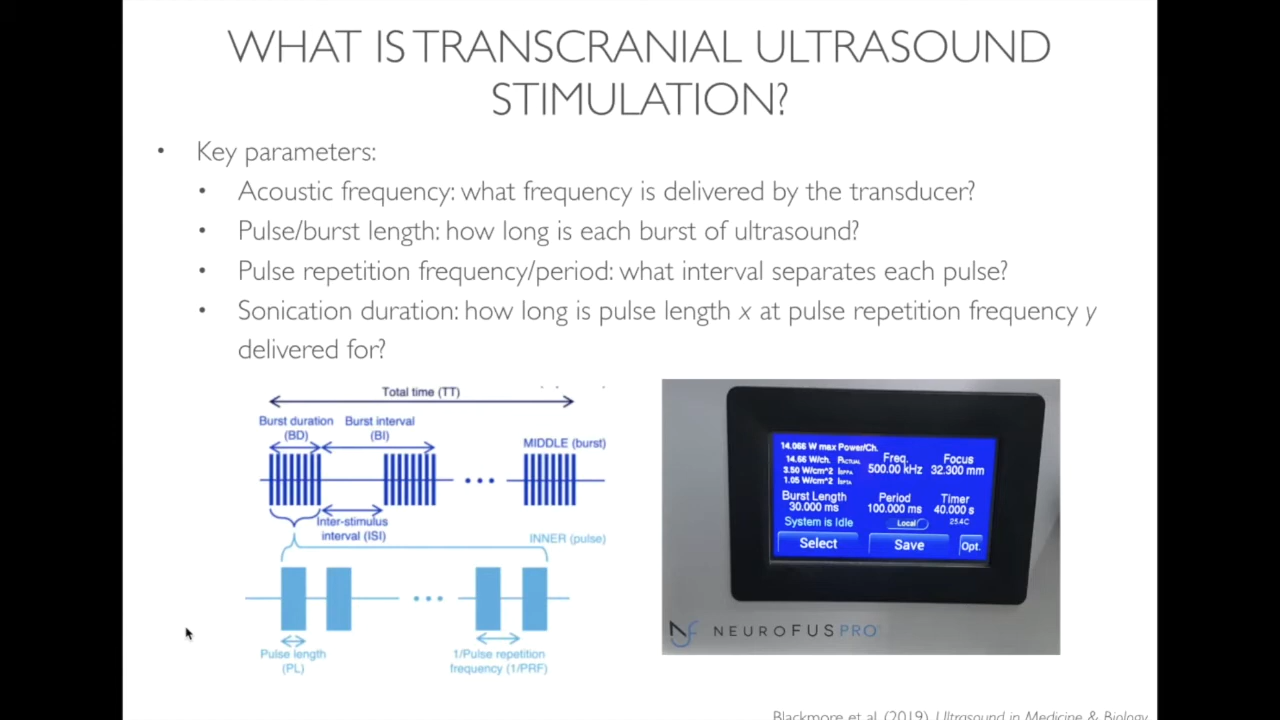 WHAT IS TRANSCRANIAL ULTRASOUND
STIMULATION?
• Key parameters:
• Acoustic frequency: what frequency is delivered by the transducer?
• Pulse/burst length: how long is each burst of ultrasound?
• Pulse repetition frequency/period: what interval separates each pulse?
• Sonication duration: how long is pulse length x at pulse repetition frequency y
delivered for?
Total time (TT)
Burst duration
(BD)
Burst interval
(BI)
MIDDLE (burst)
Inter-stimulus
interval (ISI)
INNER (pulse)
Pulse length
(PL)
1/Pulse repetition
frequency (1/PRF)
14.066 W max Power/Ch.
14.66 W/ch. PACTUAL
3.50 W/cm^2 ISPPA
1.05 W/cm^2 ISPTA
Freq.
500.00 kHz
Focus
32.300 mm
Burst Length
30.000 ms
Period
100.000 ms
Timer
40.000 s
System is Idle
Local
25.4C
Select
Save
Opt.
NEUROFUS PRO
Blackmore et al. (2019) Ultrasound in Medicine & Biology